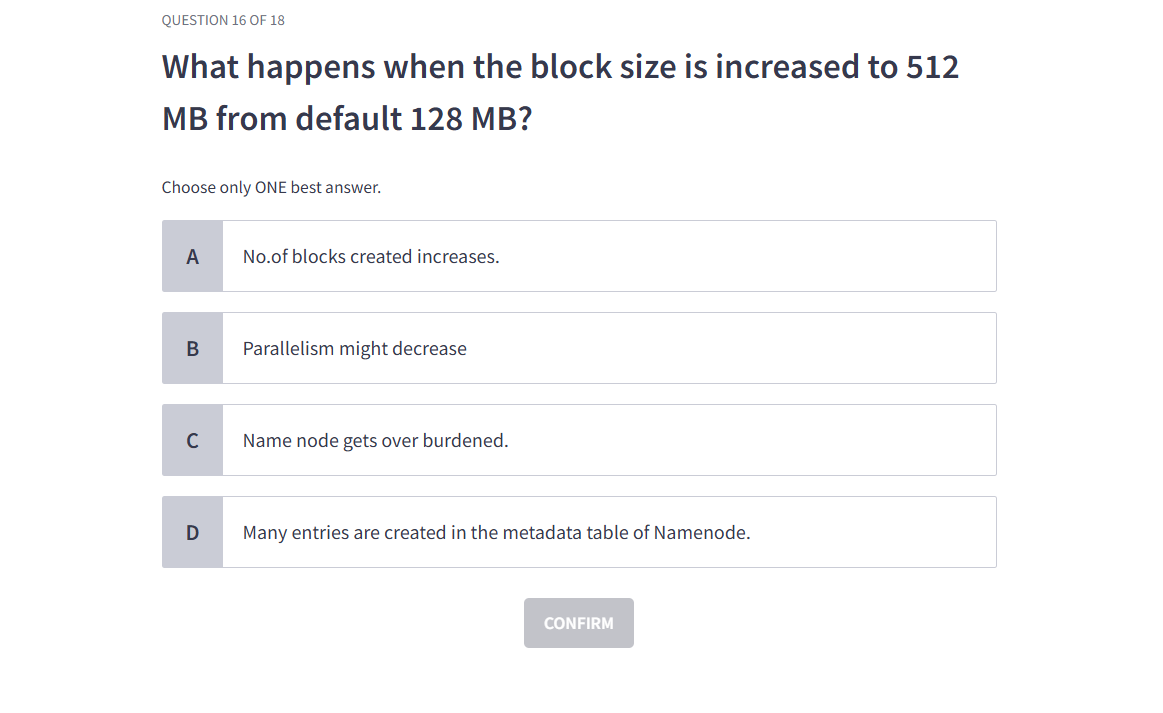 QUESTION 16 OF 18
What happens when the block size is increased to 512
MB from default 128 MB?
Choose only ONE best answer.
A
No.of blocks created increases.
B
Parallelism might decrease
C
Name node gets over burdened.
D
Many entries are created in the metadata table of Namenode.
CONFIRM